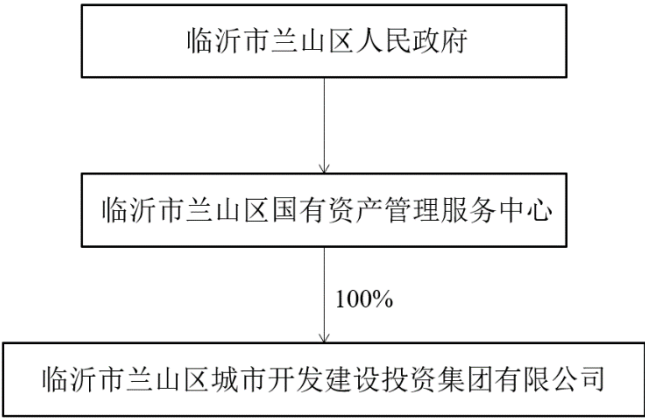 临沂市兰山区人民政府
临沂市兰山区国有资产管理服务中心
100%
临沂市兰山区城市开发建设投资集团有限公司